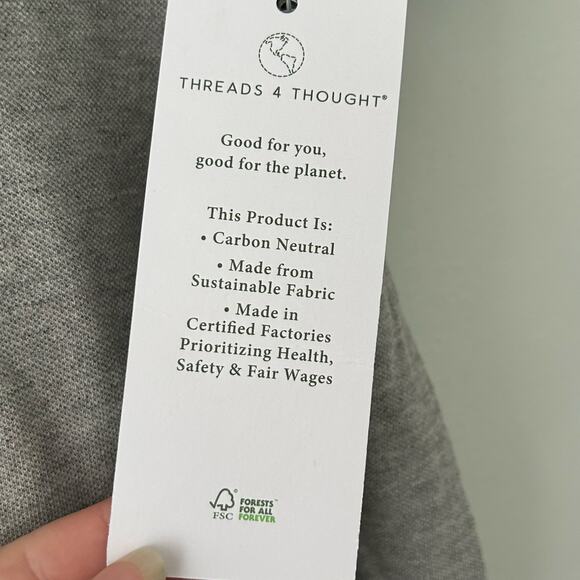 THREADS 4 THOUGHT®
Good for you,
good for the planet.
This Product Is:
• Carbon Neutral
• Made from
Sustainable Fabric
• Made in
Certified Factories
Prioritizing Health,
Safety & Fair Wages
®
FSC
FORESTS™
FOR ALL
FOREVER